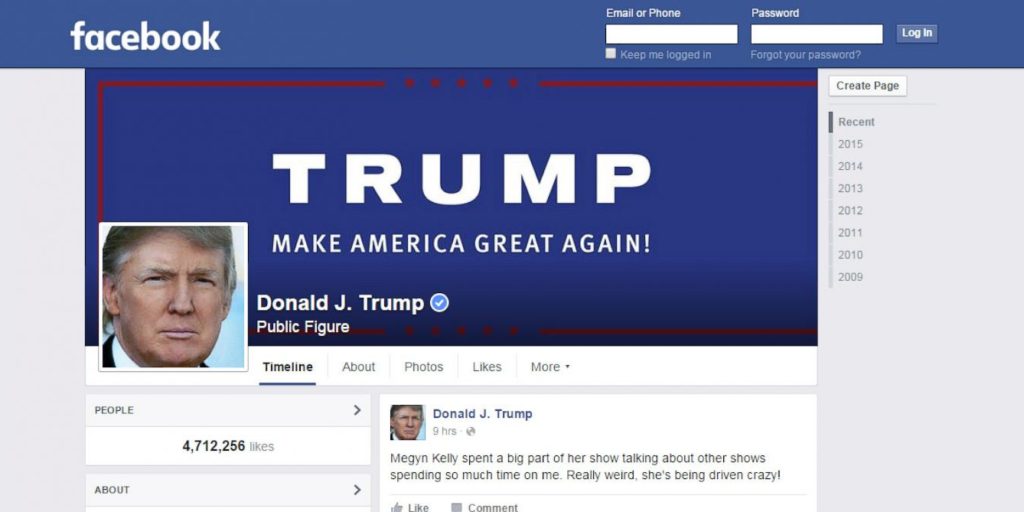 facebook
Email or Phone
Password
Log In
Keep me logged in
Forgot your password?
TRUMP
MAKE AMERICA GREAT AGAIN!
Donald J. Trump
Public Figure
Create Page
Recent
2015
2014
2013
2012
2011
2010
2009
Timeline
About
Photos
Likes
More
PEOPLE
4,712,256 likes
ABOUT
Donald J. Trump
9 hrs ·
Megyn Kelly spent a big part of her show talking about other shows
spending so much time on me. Really weird, she's being driven crazy!
Like
Comment